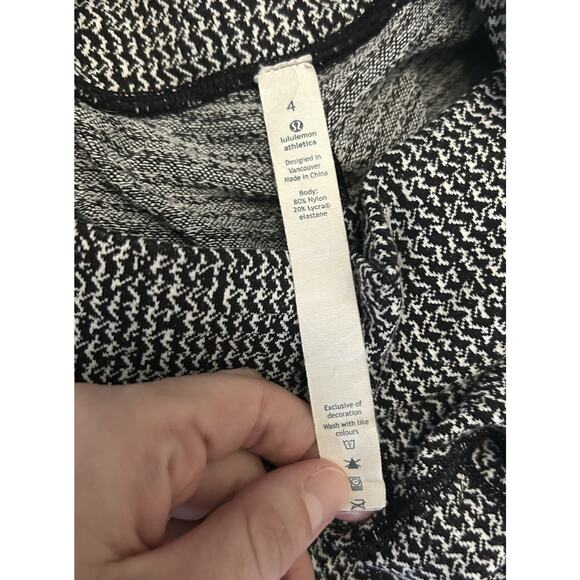 4
lululemon
athletica
Designed in
Vancouver
Made in China
Body:
80% Nylon
20% Lycra®
elastane
Exclusive of
decoration
Wash with like
colours